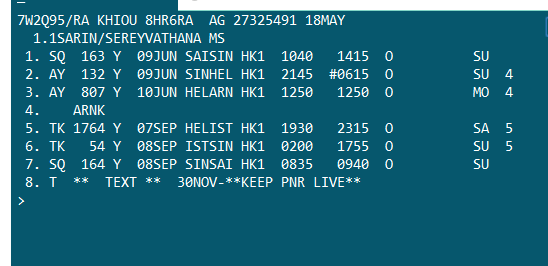 7W2Q95/RA KHIOU 8HR6RA  AG 27325491 18MAY
1.1SARIN/SEREYVATHANA MS
1. SQ  163 Y  09JUN SAISIN HK1  1040   1415  O          SU
2. AY  132 Y  09JUN SINHEL HK1  2145  #0615  O          SU  4
3. AY  807 Y  10JUN HELARN HK1  1250   1250  O          MO  4
4.    ARNK
5. TK 1764 Y  07SEP HELIST HK1  1930   2315  O          SA  5
6. TK   54 Y  08SEP ISTSIN HK1  0200   1755  O          SU  5
7. SQ  164 Y  08SEP SINSAI HK1  0835   0940  O          SU
8. T  **  TEXT **  30NOV-**KEEP PNR LIVE**
>